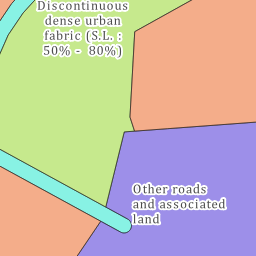 Discontinuous
dense urban
fabric (S.L. :
50% - 80%)
Other roads
and associated
land